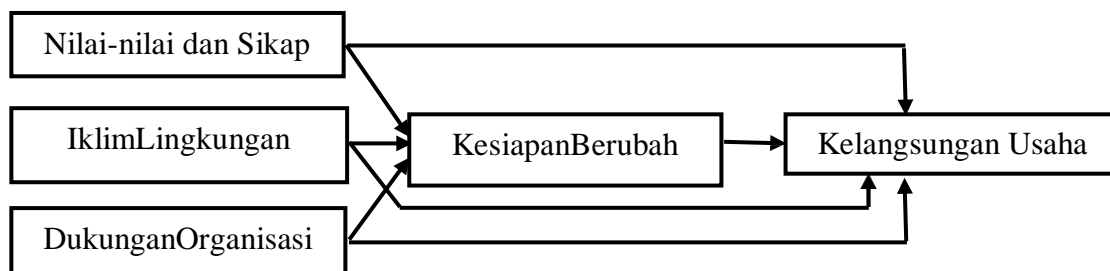 Nilai-nilai dan Sikap
IklimLingkungan
KesiapanBerubah
Kelangsungan Usaha
DukunganOrganisasi